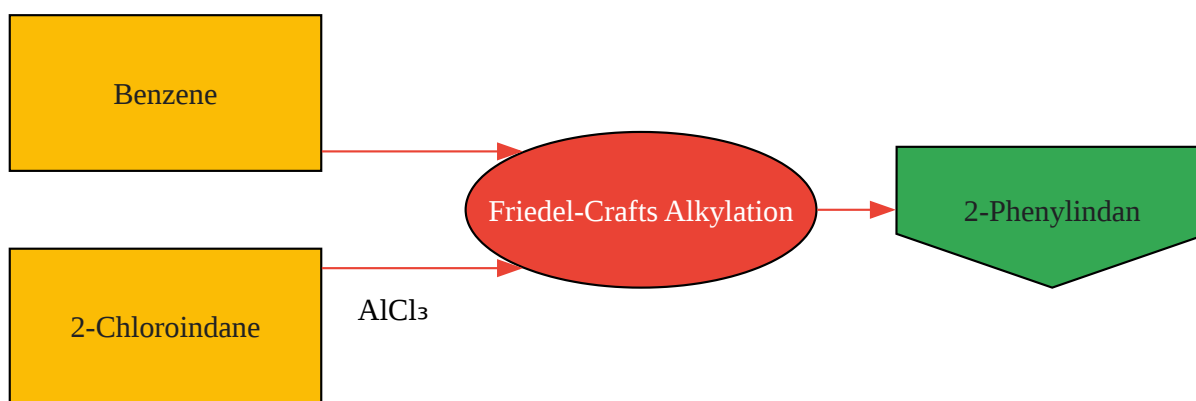 Benzene
Friedel-Crafts Alkylation
2-Phenylindan
2-Chloroindane
AlCl₃